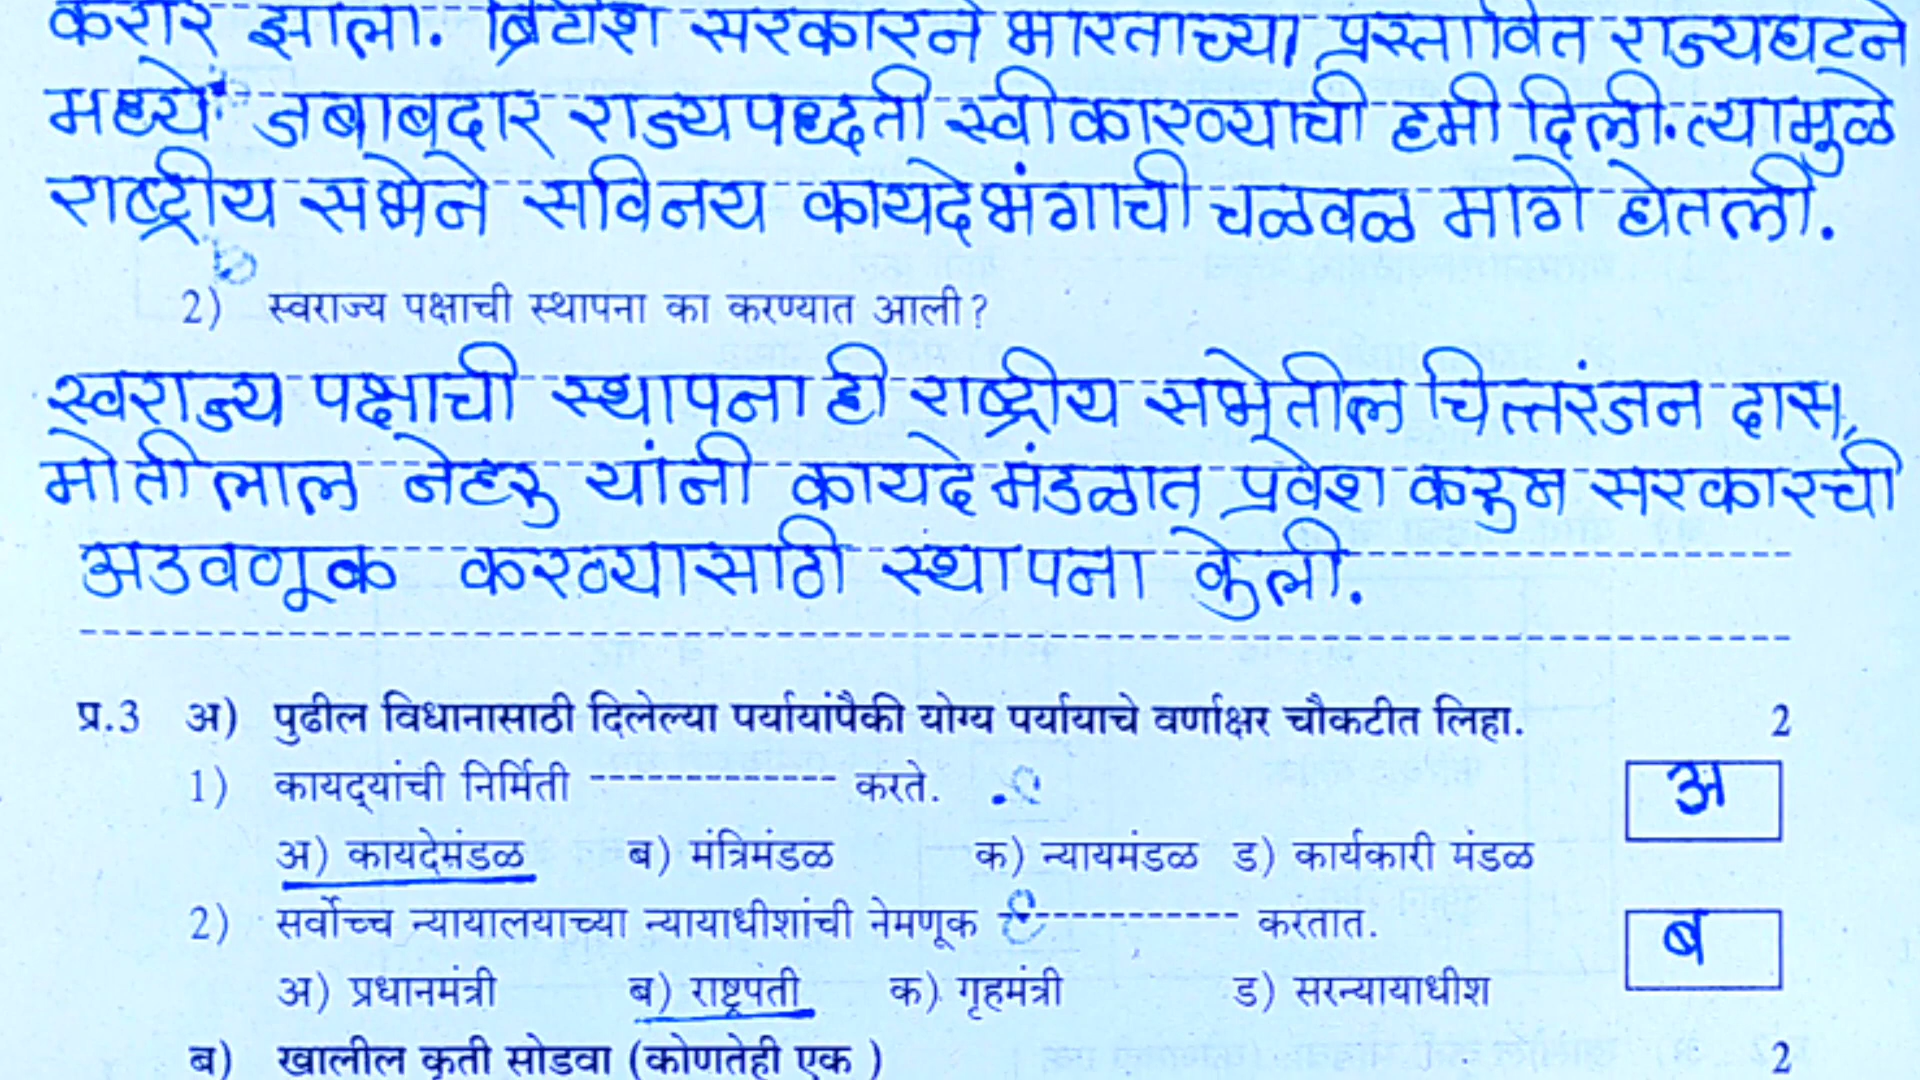 करार झाला. ब्रिटिश सरकारने भारताच्या प्रस्तावित राज्यघटने
मध्ये जबाबदार राज्यपध्दती स्वीकारण्याची हमी दिली. त्यामुळे
राष्ट्रीय सभेने सविनय कायदेभंगाची चळवळ मागे घेतली.
2) स्वराज्य पक्षाची स्थापना का करण्यात आली?
स्वराज्य पक्षाची स्थापना ही राष्ट्रीय सभेतील चित्तरंजन दास,
मोतीलाल नेहरु यांनी कायदेमंडळात प्रवेश करुन सरकारची
अडवणूक करण्यासाठी स्थापना केली.
प्र.3 अ) पुढील विधानासाठी दिलेल्या पर्यायांपैकी योग्य पर्यायाचे वर्णाक्षर चौकटीत लिहा. 2
1) कायद्यांची निर्मिती ------------- करते. अ
अ) कायदेमंडळ ब) मंत्रिमंडळ क) न्यायमंडळ ड) कार्यकारी मंडळ
2) सर्वोच्च न्यायालयाच्या न्यायाधीशांची नेमणूक ------------- करतात. ब
अ) प्रधानमंत्री ब) राष्ट्रपती क) गृहमंत्री ड) सरन्यायाधीश
ब) खालील कृती सोडवा (कोणतेही एक ) 2